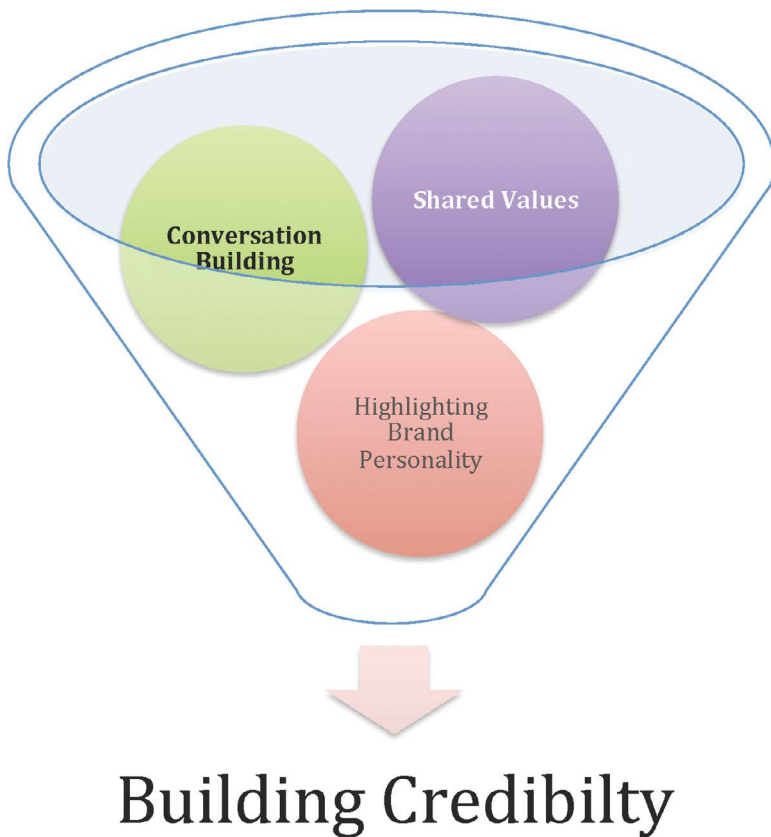 Shared Values
Conversation
Building
Highlighting
Brand
Personality
Building Credibilty